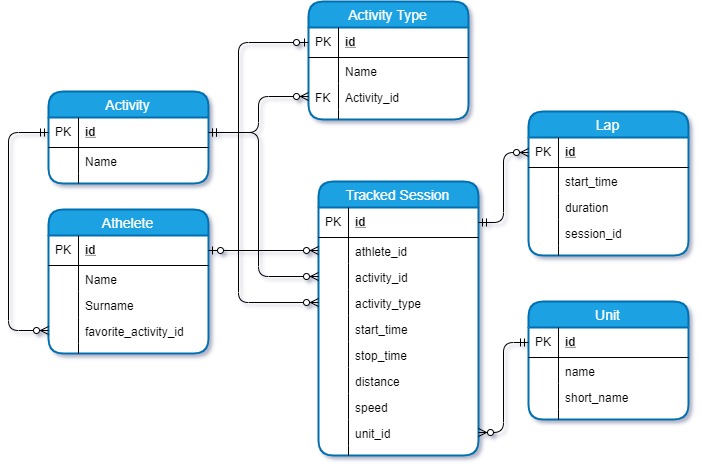 Activity Type
PK id
Name
FK Activity_id
Activity
PK id
Name
Athelete
PK id
Name
Surname
favorite_activity_id
Tracked Session
PK id
athlete_id
activity_id
activity_type
start_time
stop_time
distance
speed
unit_id
Lap
PK id
start_time
duration
session_id
Unit
PK id
name
short_name